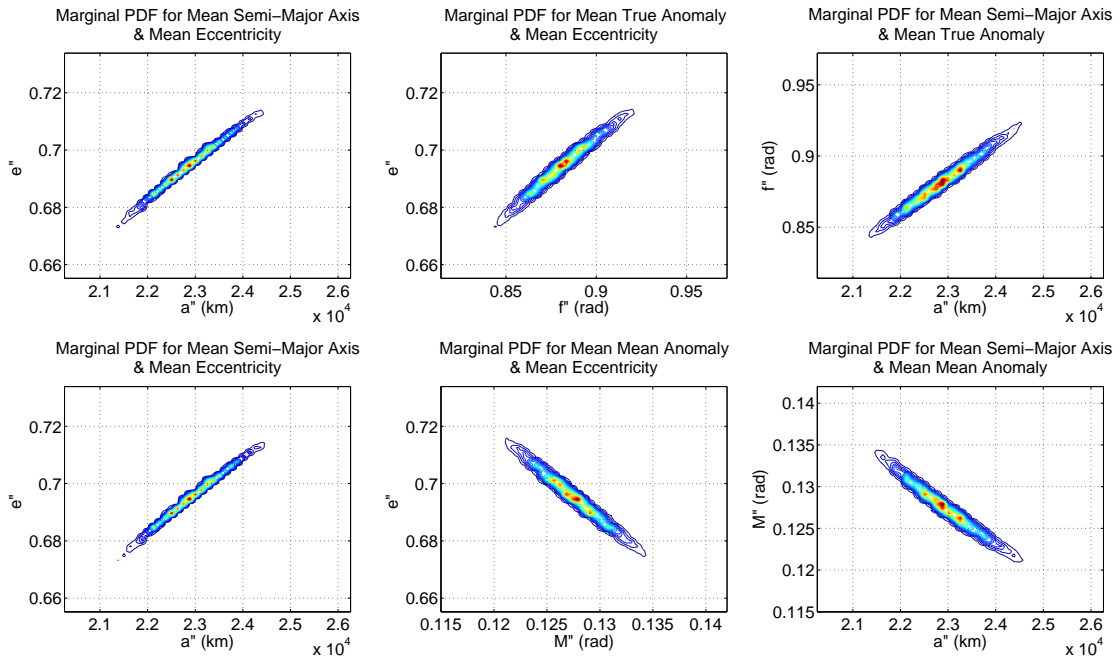 Marginal PDF for Mean Semi−Major Axis
& Mean Eccentricity
0.72
0.7
0.68
0.66
e"
2.1 2.2 2.3 2.4 2.5 2.6
a" (km)
x 10^4
Marginal PDF for Mean True Anomaly
& Mean Eccentricity
0.72
0.7
0.68
0.66
e"
0.85 0.9 0.95
f" (rad)
Marginal PDF for Mean Semi−Major Axis
& Mean True Anomaly
0.95
0.9
0.85
f" (rad)
2.1 2.2 2.3 2.4 2.5 2.6
a" (km)
x 10^4
Marginal PDF for Mean Semi−Major Axis
& Mean Eccentricity
0.72
0.7
0.68
0.66
e"
2.1 2.2 2.3 2.4 2.5 2.6
a" (km)
x 10^4
Marginal PDF for Mean Mean Anomaly
& Mean Eccentricity
0.72
0.7
0.68
0.66
e"
0.115 0.12 0.125 0.13 0.135 0.14
M" (rad)
Marginal PDF for Mean Semi−Major Axis
& Mean Mean Anomaly
0.14
0.135
0.13
0.125
0.12
0.115
M" (rad)
2.1 2.2 2.3 2.4 2.5 2.6
a" (km)
x 10^4